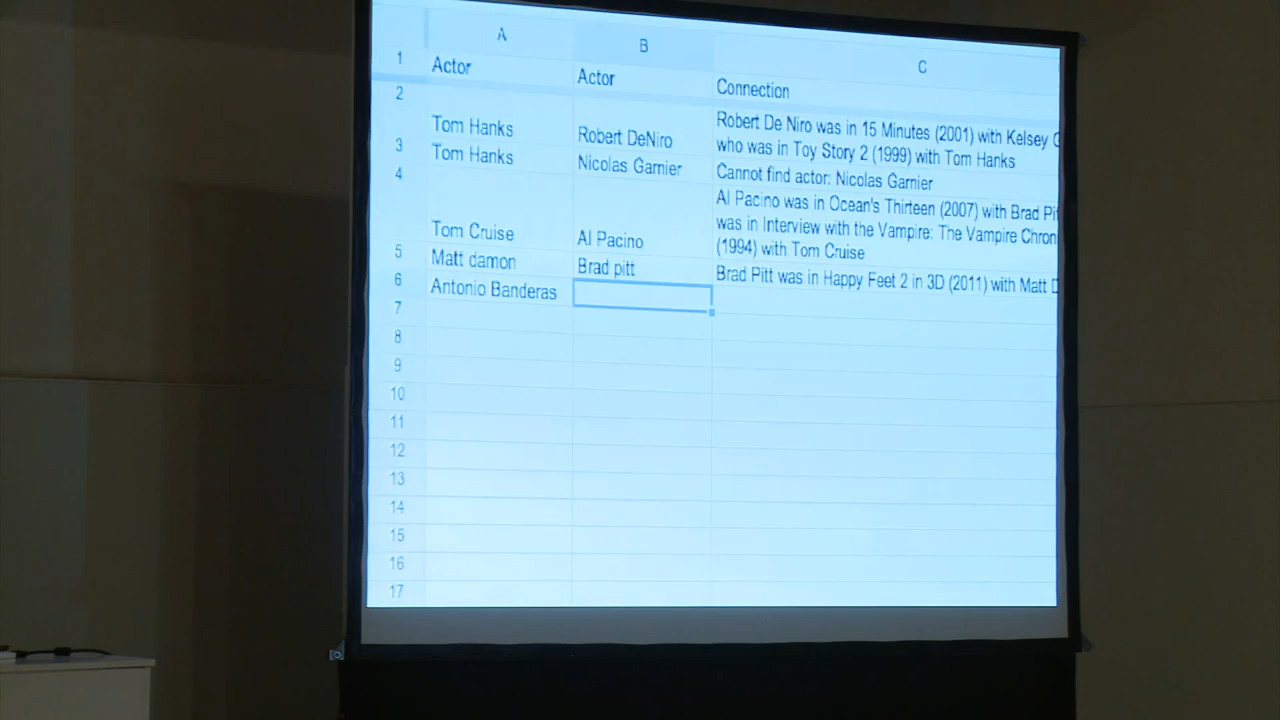 A B C
1 Actor Actor Connection
2 Tom Hanks Robert DeNiro Robert De Niro was in 15 Minutes (2001) with Kelsey
who was in Toy Story 2 (1999) with Tom Hanks
3 Tom Hanks Nicolas Garnier Cannot find actor: Nicolas Garnier
4 Tom Cruise Al Pacino Al Pacino was in Ocean's Thirteen (2007) with Brad
was in Interview with the Vampire: The Vampire Chron
(1994) with Tom Cruise
5 Matt damon Brad pitt Brad Pitt was in Happy Feet 2 in 3D (2011) with Matt
6 Antonio Banderas
7
8
9
10
11
12
13
14
15
16
17